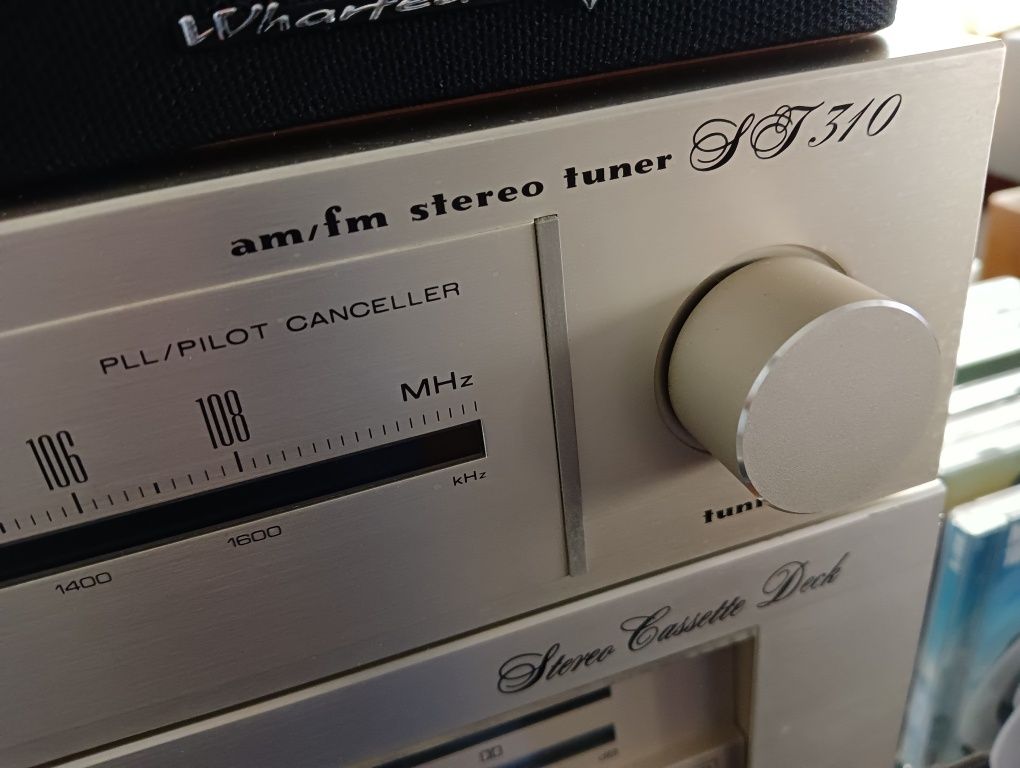 am/fm stereo tuner ST310
PLL/PILOT CANCELLER
106 108 MHz
kHz
1400 1600
Stereo Cassette Deck